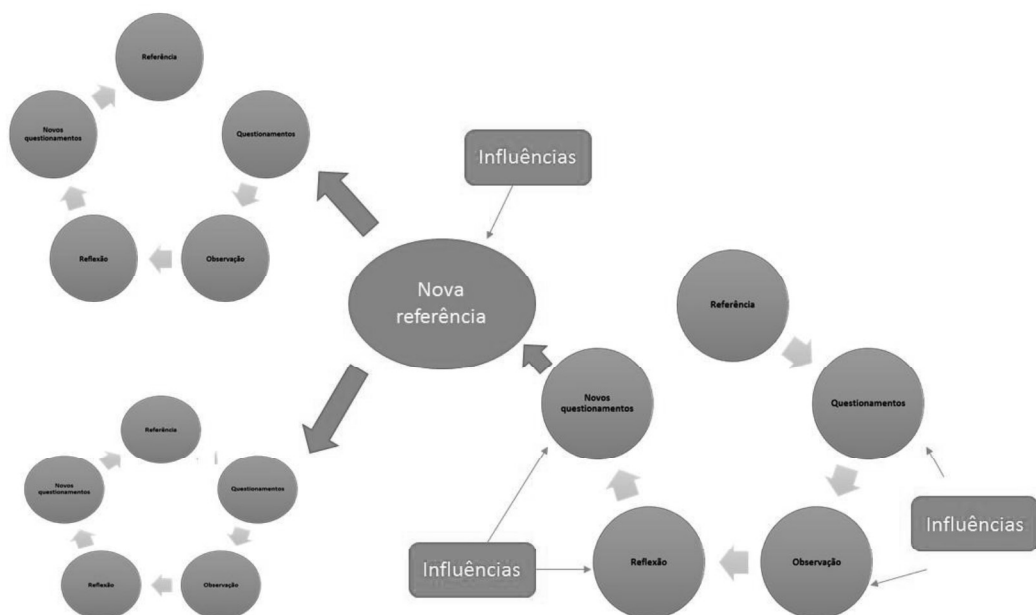 Referência
Novos
questionamentos
Questionamentos
Reflexão
Observação
Influências
Nova
referência
Referência
Novos
questionamentos
Questionamentos
Influências
Reflexão
Observação
Influências
Referência
Novos
questionamentos
Questionamentos
Reflexão
Observação